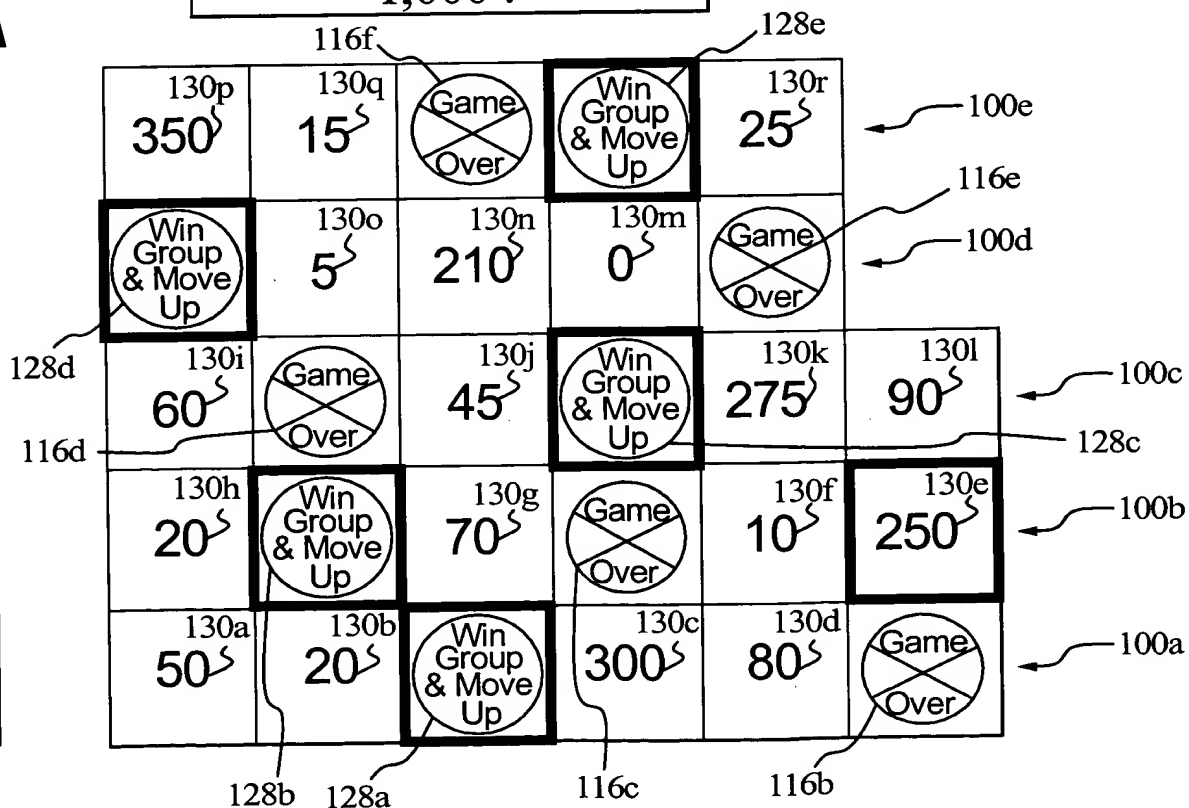 116f
128e
130p 130q Game Over Win Group & Move Up 130r
350 15 25
100e
116e
Win Group & Move Up 130o 130n 130m Game Over
5 210 0
100d
128d
130i Game Over 130j Win Group & Move Up 130k 130l
60 45 275 90
100c
116d
128c
130h Win Group & Move Up 130g Game Over 130f 130e
20 70 10 250
100b
130a 130b Win Group & Move Up 130c 130d Game Over
50 20 300 80
100a
128b 128a 116c 116b